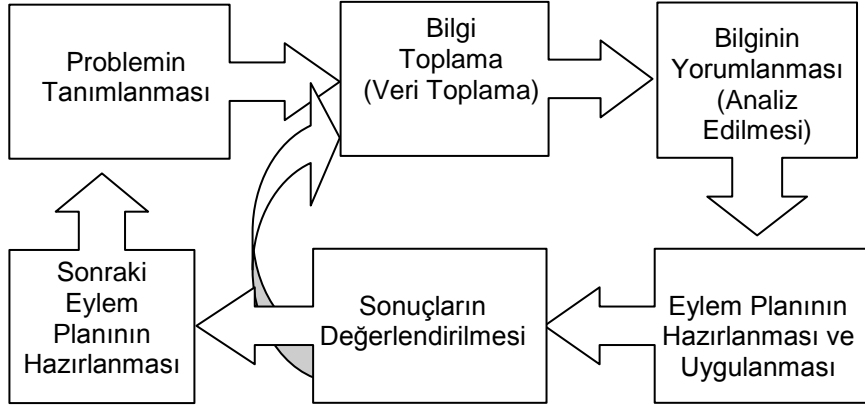 Problemin
Tanımlanması
Bilgi
Toplama
(Veri Toplama)
Bilginin
Yorumlanması
(Analiz
Edilmesi)
Sonraki
Eylem
Planının
Hazırlanması
Sonuçların
Değerlendirilmesi
Eylem Planının
Hazırlanması ve
Uygulanması